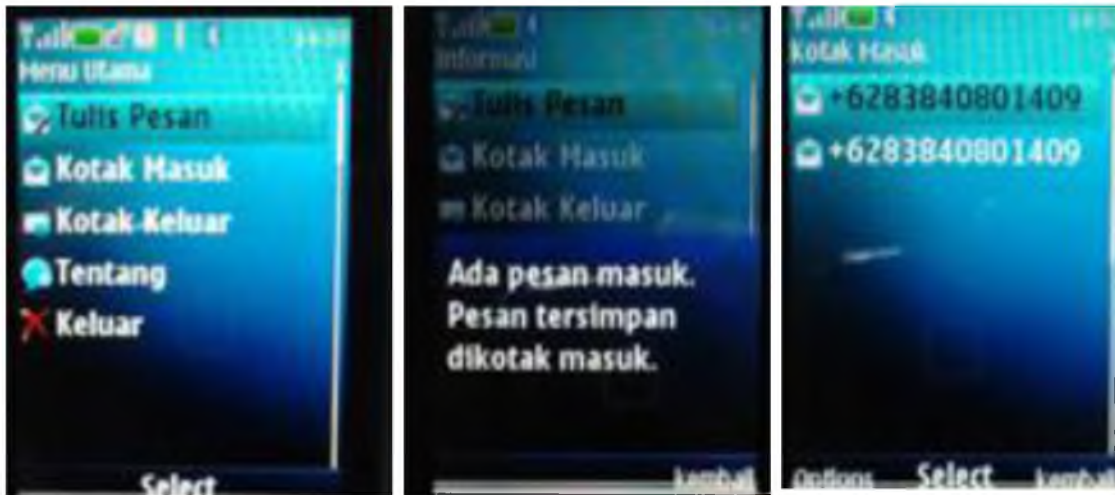 Menu Utama
Tulis Pesan
Kotak Masuk
Kotak Keluar
Tentang
Keluar
Select
Informasi
Tulis Pesan
Kotak Masuk
Kotak Keluar
Ada pesan masuk.
Pesan tersimpan
dikotak masuk.
kembali
Kotak Masuk
+6283840801409
+6283840801409
Options Select kembali